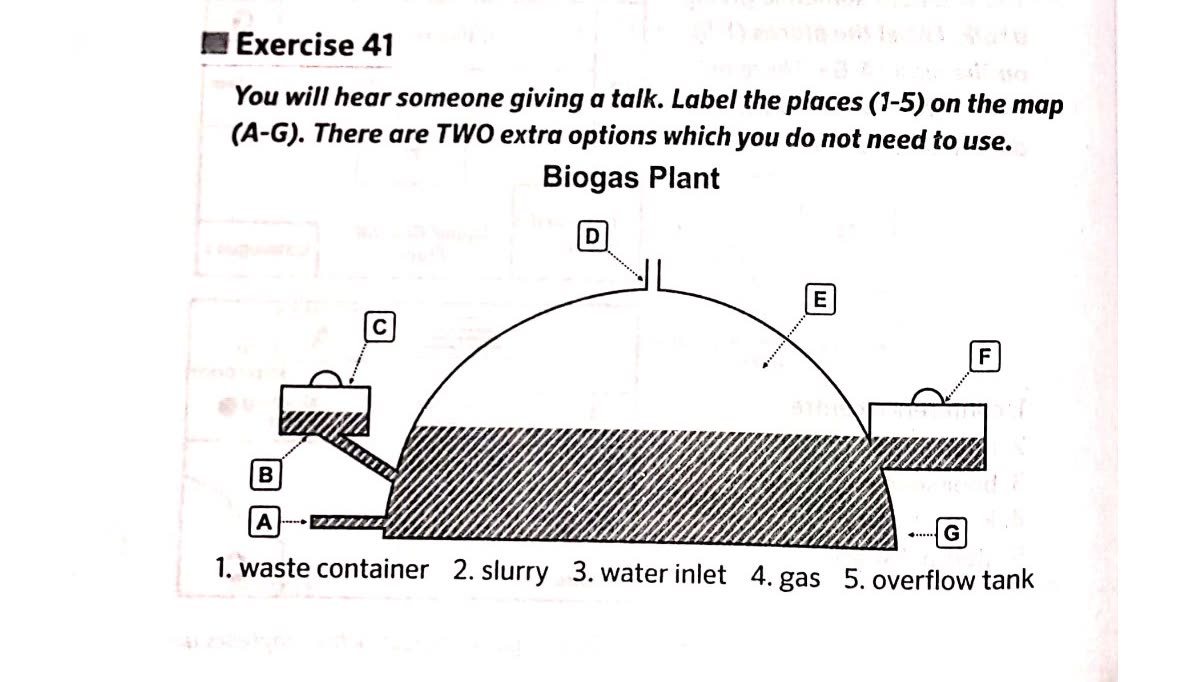 Exercise 41
You will hear someone giving a talk. Label the places (1-5) on the map
(A-G). There are TWO extra options which you do not need to use.
Biogas Plant
D
E
C
F
B
A
G
1. waste container 2. slurry 3. water inlet 4. gas 5. overflow tank